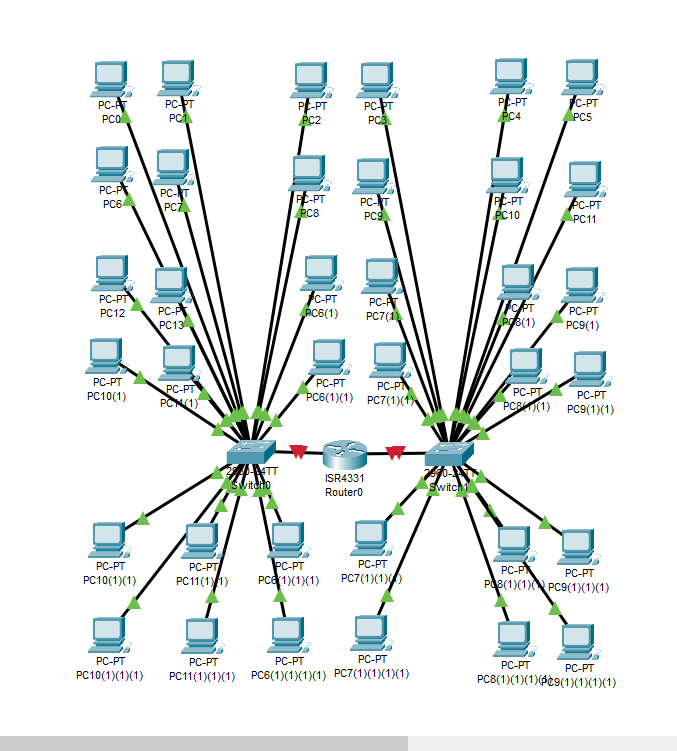 PC-PT
PC0
PC-PT
PC1
PC-PT
PC2
PC-PT
PC3
PC-PT
PC4
PC-PT
PC5
PC-PT
PC6
PC-PT
PC7
PC-PT
PC8
PC-PT
PC9
PC-PT
PC10
PC-PT
PC11
PC-PT
PC12
PC-PT
PC13
PC-PT
PC6(1)
PC-PT
PC7(1)
PC-PT
PC8(1)
PC-PT
PC9(1)
PC-PT
PC10(1)
PC-PT
PC11(1)
PC-PT
PC6(1)(1)
PC-PT
PC7(1)(1)
PC-PT
PC8(1)(1)
PC-PT
PC9(1)(1)
2960-24TT
Switch0
ISR4331
Router0
2960-24TT
Switch1
PC-PT
PC10(1)(1)
PC-PT
PC11(1)(1)
PC-PT
PC6(1)(1)(1)
PC-PT
PC7(1)(1)(1)
PC-PT
PC8(1)(1)(1)
PC-PT
PC9(1)(1)(1)
PC-PT
PC10(1)(1)(1)
PC-PT
PC11(1)(1)(1)
PC-PT
PC6(1)(1)(1)(1)
PC-PT
PC7(1)(1)(1)(1)
PC-PT
PC8(1)(1)(1)(1)
PC-PT
PC9(1)(1)(1)(1)